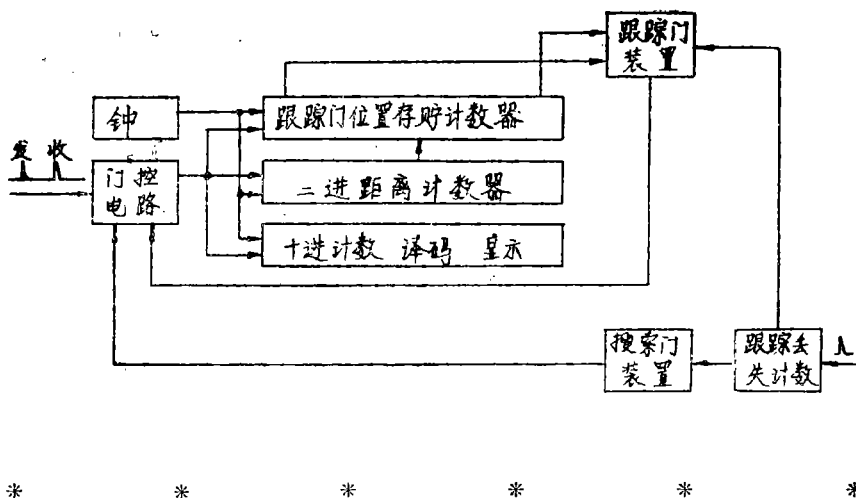 跟踪门
装置
钟
跟踪门位置存贮计数器
发 收
门控
电路
二进距离计数器
十进计数 译码 显示
搜索门
装置
跟踪丢
失计数
* * * * * *